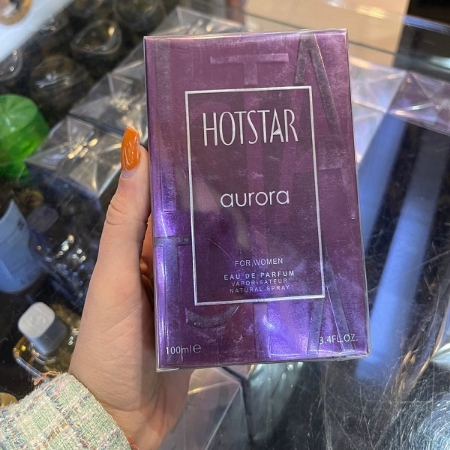 HOTSTAR
aurora
FOR WOMEN
EAU DE PARFUM
VAPORISATEUR
NATURAL SPRAY
100ml e 3.4FL.OZ.